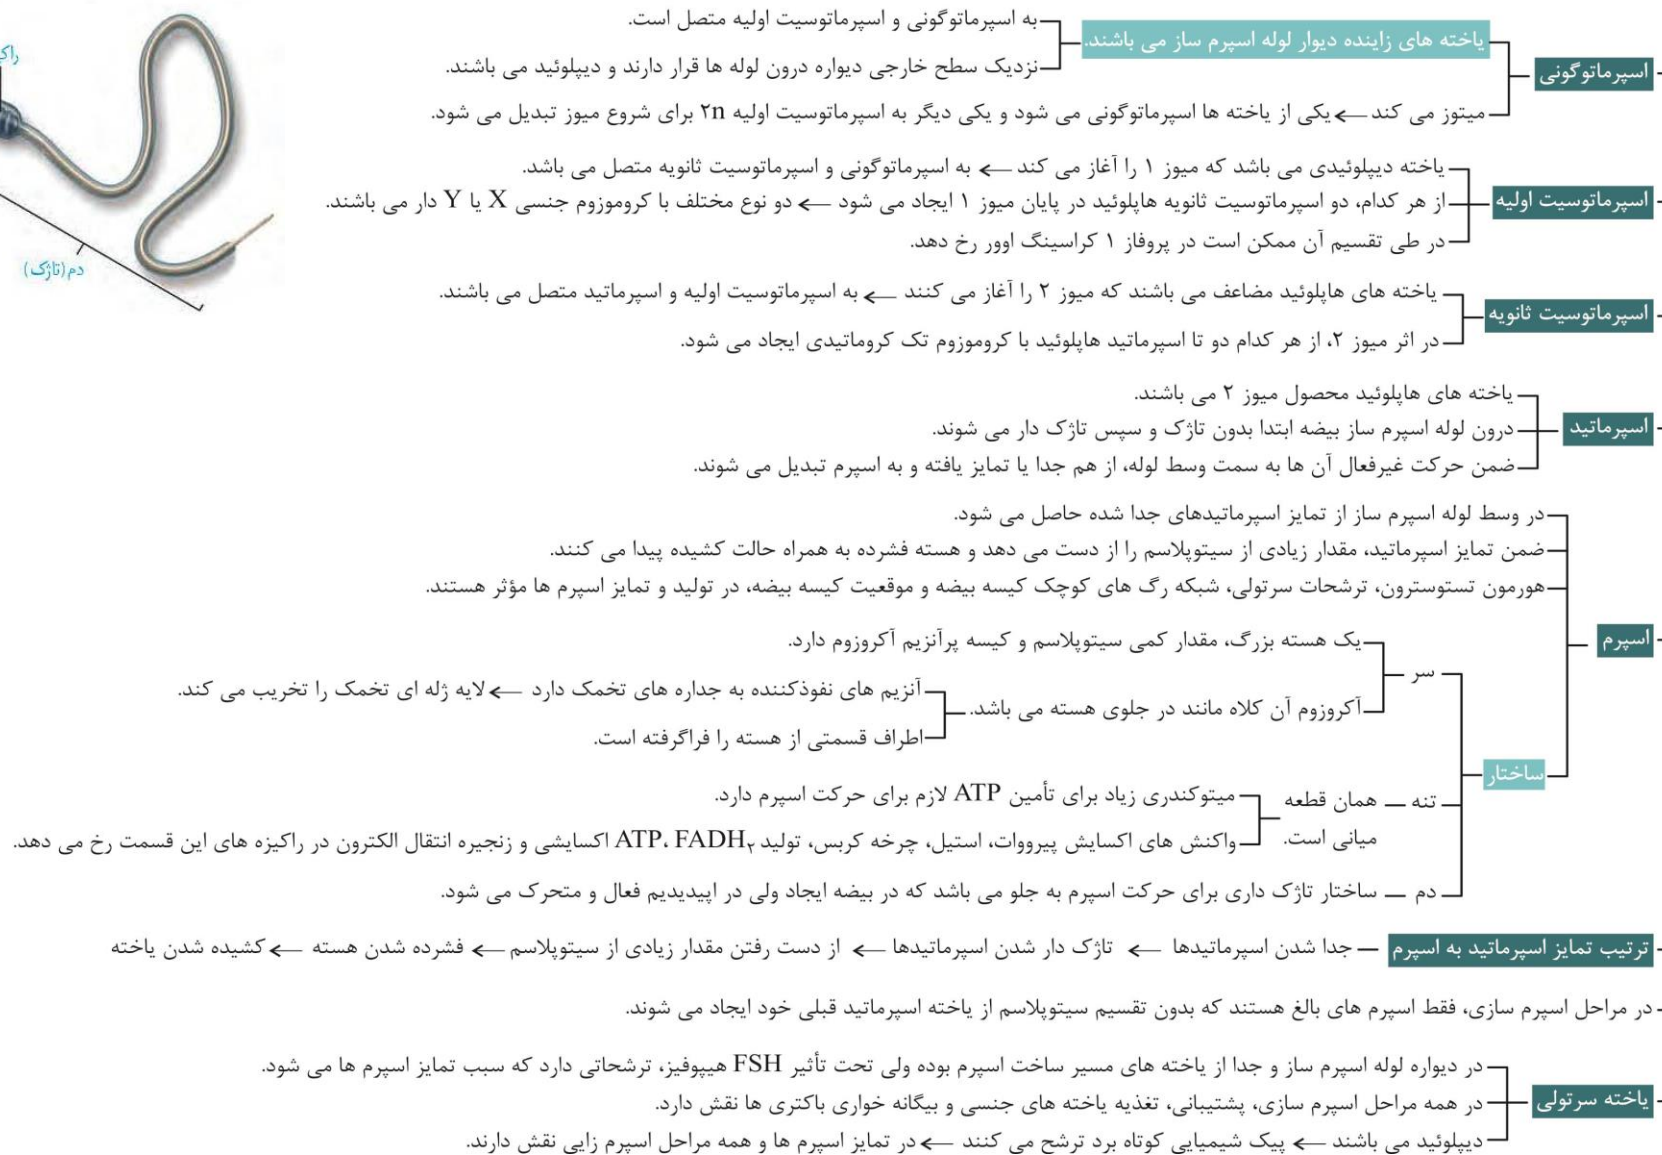 اسپرماتوگونی
یاخته های زاینده دیوار لوله اسپرم ساز می باشند.
به اسپرماتوگونی و اسپرماتوسیت اولیه متصل است.
نزدیک سطح خارجی دیواره درون لوله ها قرار دارند و دیپلوئید می باشند.
میتوز می کند ← یکی از یاخته ها اسپرماتوگونی می شود و یکی دیگر به اسپرماتوسیت اولیه ۲n برای شروع میوز تبدیل می شود.
اسپرماتوسیت اولیه
یاخته دیپلوئیدی می باشد که میوز ۱ را آغاز می کند ← به اسپرماتوگونی و اسپرماتوسیت ثانویه متصل می باشد.
از هر کدام، دو اسپرماتوسیت ثانویه هاپلوئید در پایان میوز ۱ ایجاد می شود ← دو نوع مختلف با کروموزوم جنسی X یا Y دار می باشند.
در طی تقسیم آن ممکن است در پروفاز ۱ کراسینگ اوور رخ دهد.
دم (تاژک)
اسپرماتوسیت ثانویه
یاخته های هاپلوئید مضاعف می باشند که میوز ۲ را آغاز می کنند ← به اسپرماتوسیت اولیه و اسپرماتید متصل می باشند.
در اثر میوز ۲، از هر کدام دو تا اسپرماتید هاپلوئید با کروموزوم تک کروماتیدی ایجاد می شود.
اسپرماتید
یاخته های هاپلوئید محصول میوز ۲ می باشند.
درون لوله اسپرم ساز بیضه ابتدا بدون تاژک و سپس تاژک دار می شوند.
ضمن حرکت غیرفعال آن ها به سمت وسط لوله، از هم جدا یا تمایز یافته و به اسپرم تبدیل می شوند.
اسپرم
در وسط لوله اسپرم ساز از تمایز اسپرماتیدهای جدا شده حاصل می شود.
ضمن تمایز اسپرماتید، مقدار زیادی از سیتوپلاسم را از دست می دهد و هسته فشرده به همراه حالت کشیده پیدا می کنند.
هورمون تستوسترون، ترشحات سرتولی، شبکه رگ های کوچک کیسه بیضه و موقعیت کیسه بیضه، در تولید و تمایز اسپرم ها مؤثر هستند.
ساختار
سر
یک هسته بزرگ، مقدار کمی سیتوپلاسم و کیسه پرآنزیم آکروزوم دارد.
آکروزوم آن کلاه مانند در جلوی هسته می باشد.
آنزیم های نفوذکننده به جداره های تخمک دارد ← لایه ژله ای تخمک را تخریب می کند.
اطراف قسمتی از هسته را فراگرفته است.
تنه – همان قطعه میانی است.
میتوکندری زیاد برای تأمین ATP لازم برای حرکت اسپرم دارد.
واکنش های اکسایش پیرووات، استیل، چرخه کربس، تولید ATP، FADH₂ اکسایشی و زنجیره انتقال الکترون در راکیزه های این قسمت رخ می دهد.
دم – ساختار تاژک داری برای حرکت اسپرم به جلو می باشد که در بیضه ایجاد ولی در اپیدیدیم فعال و متحرک می شود.
ترتیب تمایز اسپرماتید به اسپرم – جدا شدن اسپرماتیدها ← تاژک دار شدن اسپرماتیدها ← از دست رفتن مقدار زیادی از سیتوپلاسم ← فشرده شدن هسته ← کشیده شدن یاخته
- در مراحل اسپرم سازی، فقط اسپرم های بالغ هستند که بدون تقسیم سیتوپلاسم از یاخته اسپرماتید قبلی خود ایجاد می شوند.
یاخته سرتولی
در دیواره لوله اسپرم ساز و جدا از یاخته های مسیر ساخت اسپرم بوده ولی تحت تأثیر FSH هیپوفیز، ترشحاتی دارد که سبب تمایز اسپرم ها می شود.
در همه مراحل اسپرم سازی، پشتیبانی، تغذیه یاخته های جنسی و بیگانه خواری باکتری ها نقش دارد.
دیپلوئید می باشند ← پیک شیمیایی کوتاه برد ترشح می کنند ← در تمایز اسپرم ها و همه مراحل اسپرم زایی نقش دارند.